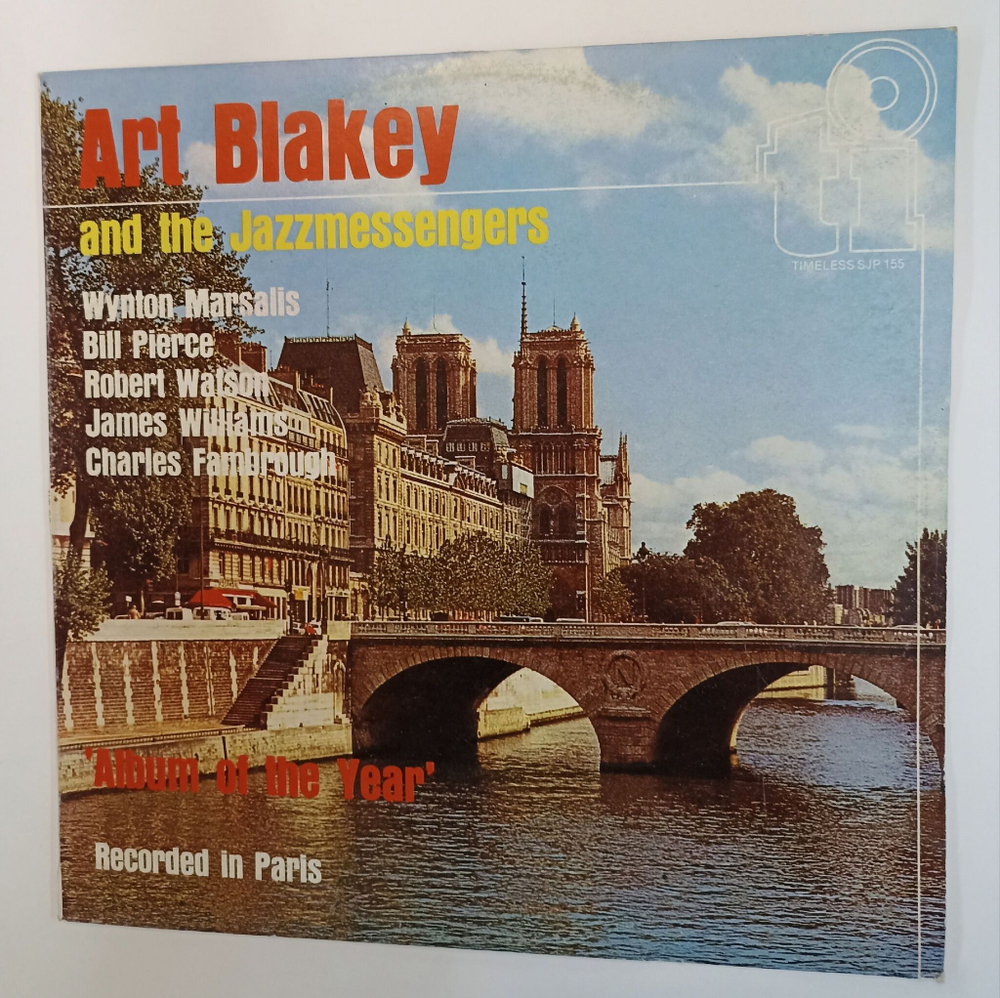 Art Blakey
and the Jazzmessengers
ti
TIMELESS SJP 155
Wynton Marsalis
Bill Pierce
Robert Watson
James Williams
Charles Fambrough
'Album of the Year'
Recorded in Paris